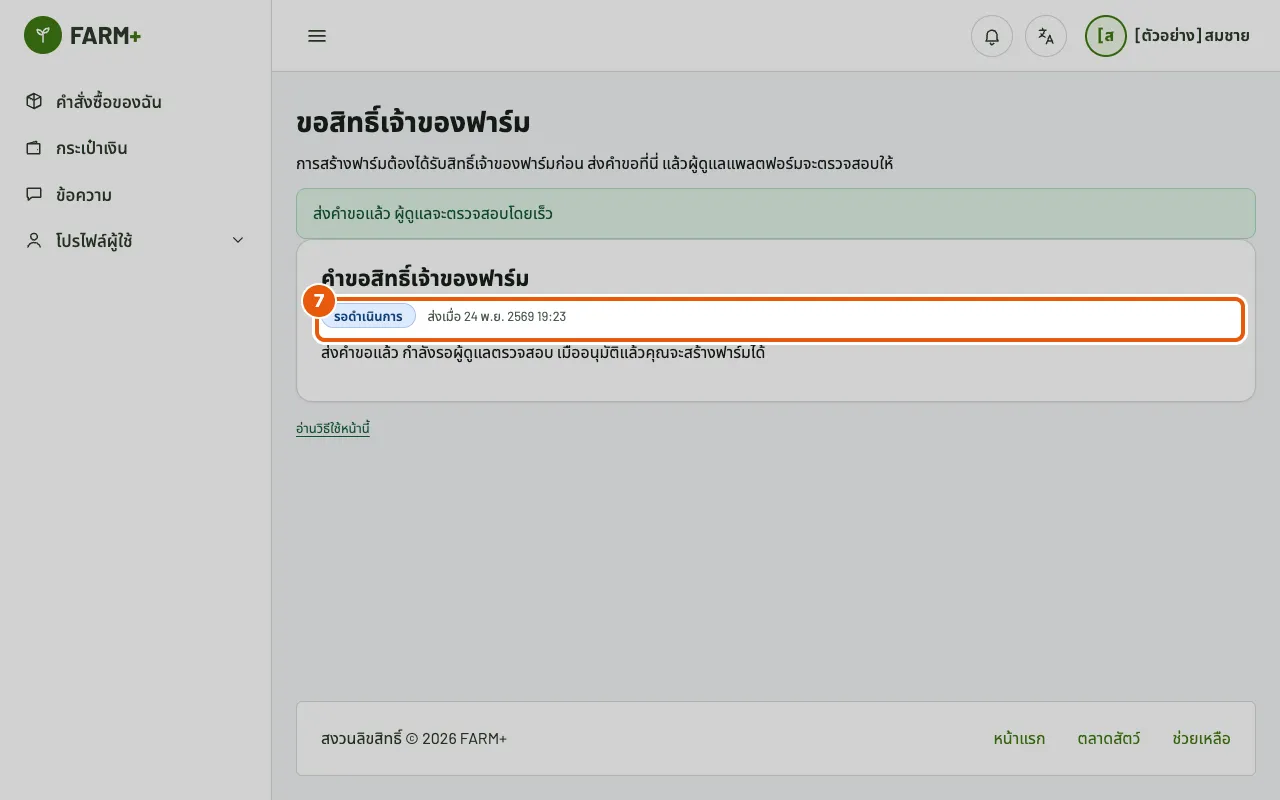 FARM+
[ส
[ตัวอย่าง] สมชาย
คำสั่งซื้อของฉัน
กระเป๋าเงิน
ข้อความ
โปรไฟล์ผู้ใช้
ขอสิทธิ์เจ้าของฟาร์ม
การสร้างฟาร์มต้องได้รับสิทธิ์เจ้าของฟาร์มก่อน ส่งคำขอที่นี่ แล้วผู้ดูแลแพลตฟอร์มจะตรวจสอบให้
ส่งคำขอแล้ว ผู้ดูแลจะตรวจสอบโดยเร็ว
คำขอสิทธิ์เจ้าของฟาร์ม
7
รอดำเนินการ ส่งเมื่อ 24 พ.ย. 2569 19:23
ส่งคำขอแล้ว กำลังรอผู้ดูแลตรวจสอบ เมื่ออนุมัติแล้วคุณจะสร้างฟาร์มได้
อ่านวิธีใช้หน้านี้
สงวนลิขสิทธิ์ © 2026 FARM+
หน้าแรก ตลาดสัตว์ ช่วยเหลือ